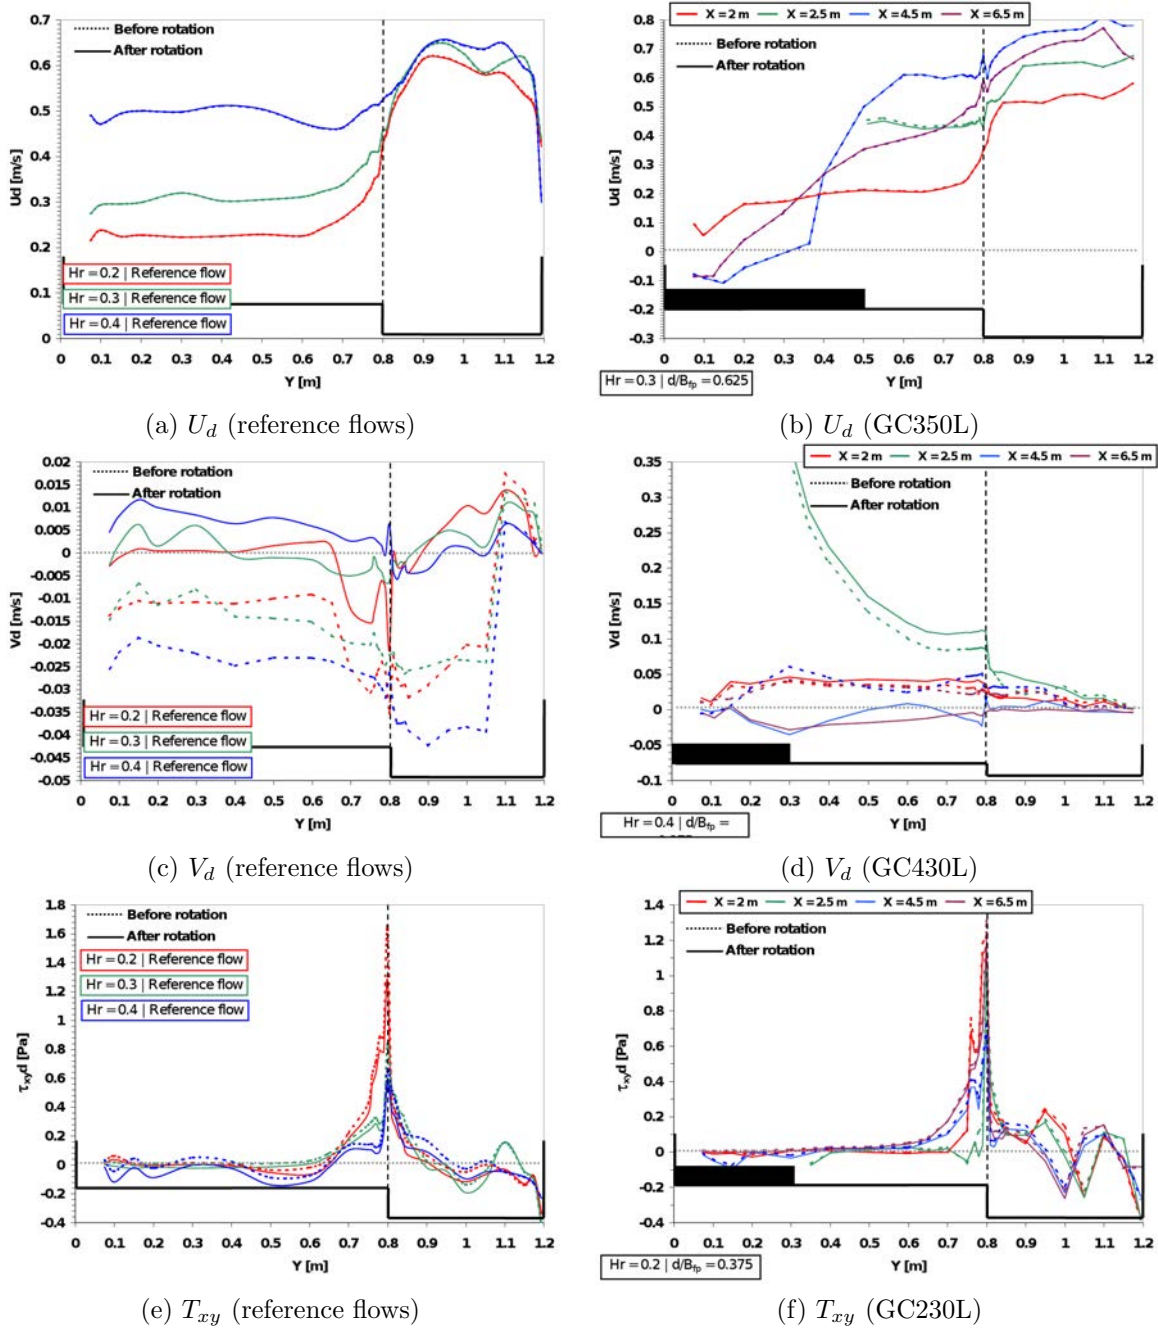 0.7
0.6
0.5
0.4
0.3
0.2
0.1
0
Ud [m/s]
Before rotation
After rotation
Hr = 0.2 | Reference flow
Hr = 0.3 | Reference flow
Hr = 0.4 | Reference flow
0 0.1 0.2 0.3 0.4 0.5 0.6 0.7 0.8 0.9 1 1.1 1.2
Y [m]
(a) U_d (reference flows)
X = 2 m X = 2.5 m X = 4.5 m X = 6.5 m
0.8
0.7
0.6
0.5
0.4
0.3
0.2
0.1
0
-0.1
-0.2
-0.3
Ud [m/s]
Before rotation
After rotation
0 0.1 0.2 0.3 0.4 0.5 0.6 0.7 0.8 0.9 1 1.1 1.2
Y [m]
Hr = 0.3 | d/B_fp = 0.625
(b) U_d (GC350L)
0.02
0.015
0.01
0.005
0
-0.005
-0.01
-0.015
-0.02
-0.025
-0.03
-0.035
-0.04
-0.045
-0.05
Vd [m/s]
Before rotation
After rotation
Hr = 0.2 | Reference flow
Hr = 0.3 | Reference flow
Hr = 0.4 | Reference flow
0 0.1 0.2 0.3 0.4 0.5 0.6 0.7 0.8 0.9 1 1.1 1.2
Y [m]
(c) V_d (reference flows)
X = 2 m X = 2.5 m X = 4.5 m X = 6.5 m
0.35
0.3
0.25
0.2
0.15
0.1
0.05
0
-0.05
-0.1
Vd [m/s]
Before rotation
After rotation
0 0.1 0.2 0.3 0.4 0.5 0.6 0.7 0.8 0.9 1 1.1 1.2
Y [m]
Hr = 0.4 | d/B_fp =
(d) V_d (GC430L)
1.8
1.6
1.4
1.2
1
0.8
0.6
0.4
0.2
0
-0.2
-0.4
τ_xy d [Pa]
Before rotation
After rotation
Hr = 0.2 | Reference flow
Hr = 0.3 | Reference flow
Hr = 0.4 | Reference flow
0 0.1 0.2 0.3 0.4 0.5 0.6 0.7 0.8 0.9 1 1.1 1.2
Y [m]
(e) T_xy (reference flows)
X = 2 m X = 2.5 m X = 4.5 m X = 6.5 m
1.4
1.2
1
0.8
0.6
0.4
0.2
0
-0.2
-0.4
τ_xy d [Pa]
Before rotation
After rotation
0 0.1 0.2 0.3 0.4 0.5 0.6 0.7 0.8 0.9 1 1.1 1.2
Y [m]
Hr = 0.2 | d/B_fp = 0.375
(f) T_xy (GC230L)